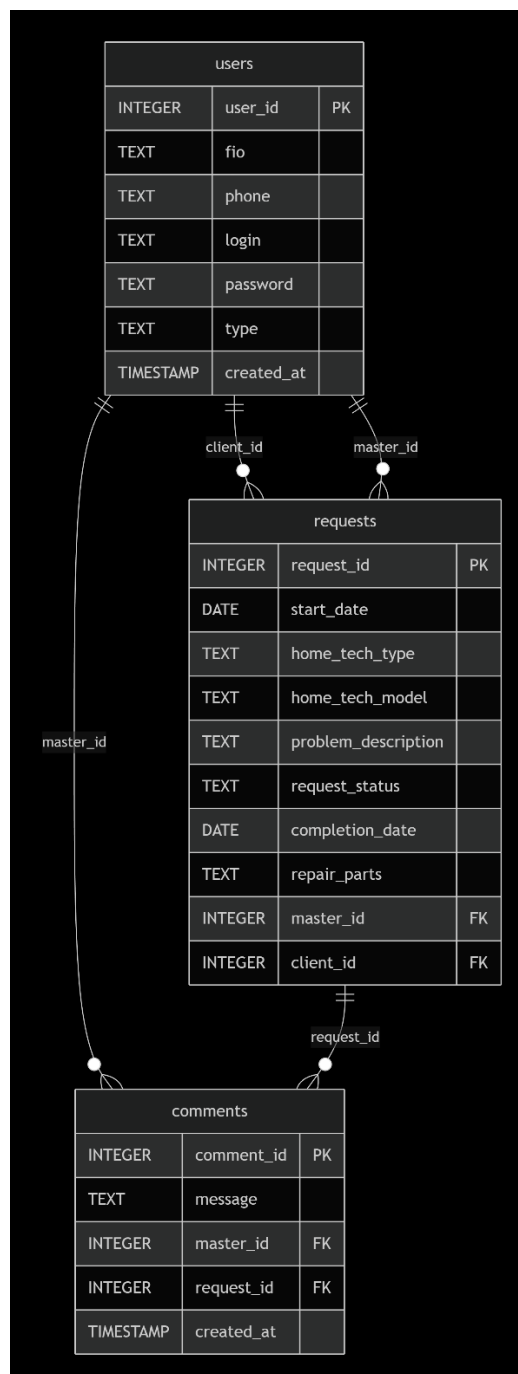 users
INTEGER user_id PK
TEXT fio
TEXT phone
TEXT login
TEXT password
TEXT type
TIMESTAMP created_at
client_id master_id
requests
INTEGER request_id PK
DATE start_date
TEXT home_tech_type
TEXT home_tech_model
TEXT problem_description
master_id
TEXT request_status
DATE completion_date
TEXT repair_parts
INTEGER master_id FK
INTEGER client_id FK
request_id
comments
INTEGER comment_id PK
TEXT message
INTEGER master_id FK
INTEGER request_id FK
TIMESTAMP created_at